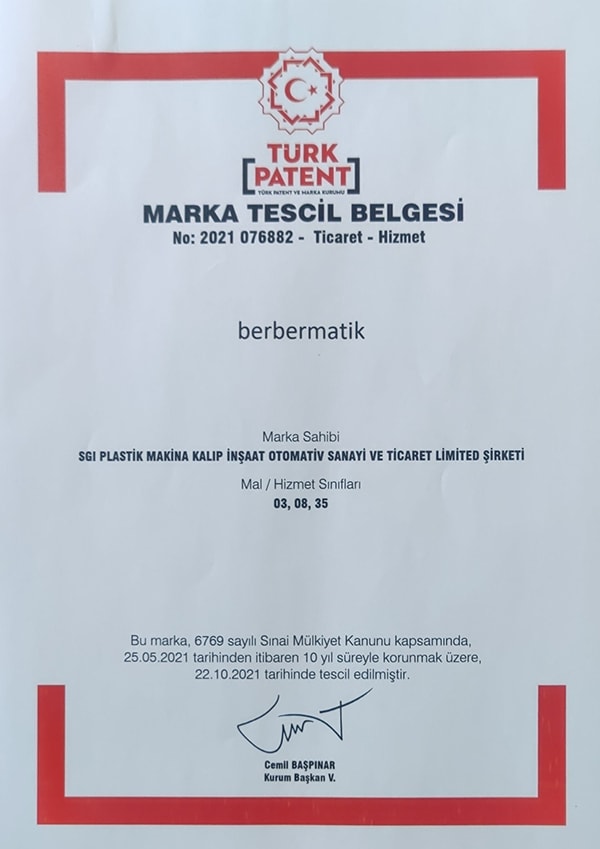 TÜRK
PATENT
TÜRK PATENT VE MARKA KURUMU
MARKA TESCİL BELGESİ
No: 2021 076882 - Ticaret - Hizmet
berbermatik
Marka Sahibi
SGI PLASTİK MAKİNA KALIP İNŞAAT OTOMATİV SANAYİ VE TİCARET LİMİTED ŞİRKETİ
Mal / Hizmet Sınıfları
03, 08, 35
Bu marka, 6769 sayılı Sınai Mülkiyet Kanunu kapsamında,
25.05.2021 tarihinden itibaren 10 yıl süreyle korunmak üzere,
22.10.2021 tarihinde tescil edilmiştir.
Cemil BAŞPINAR
Kurum Başkan V.